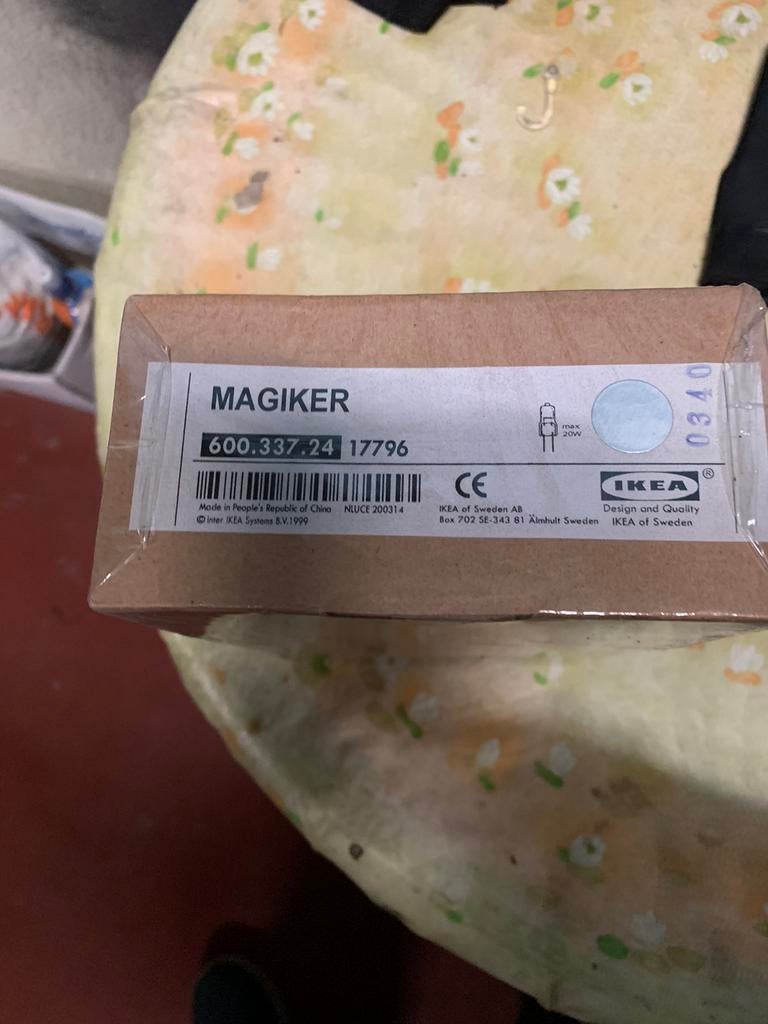 MAGIKER
600.337.24 17796
max
20W
0340
CE
IKEA®
Made in People's Republic of China NLUCE 200314
© Inter IKEA Systems B.V.1999
IKEA of Sweden AB
Box 702 SE-343 81 Älmhult Sweden
Design and Quality
IKEA of Sweden